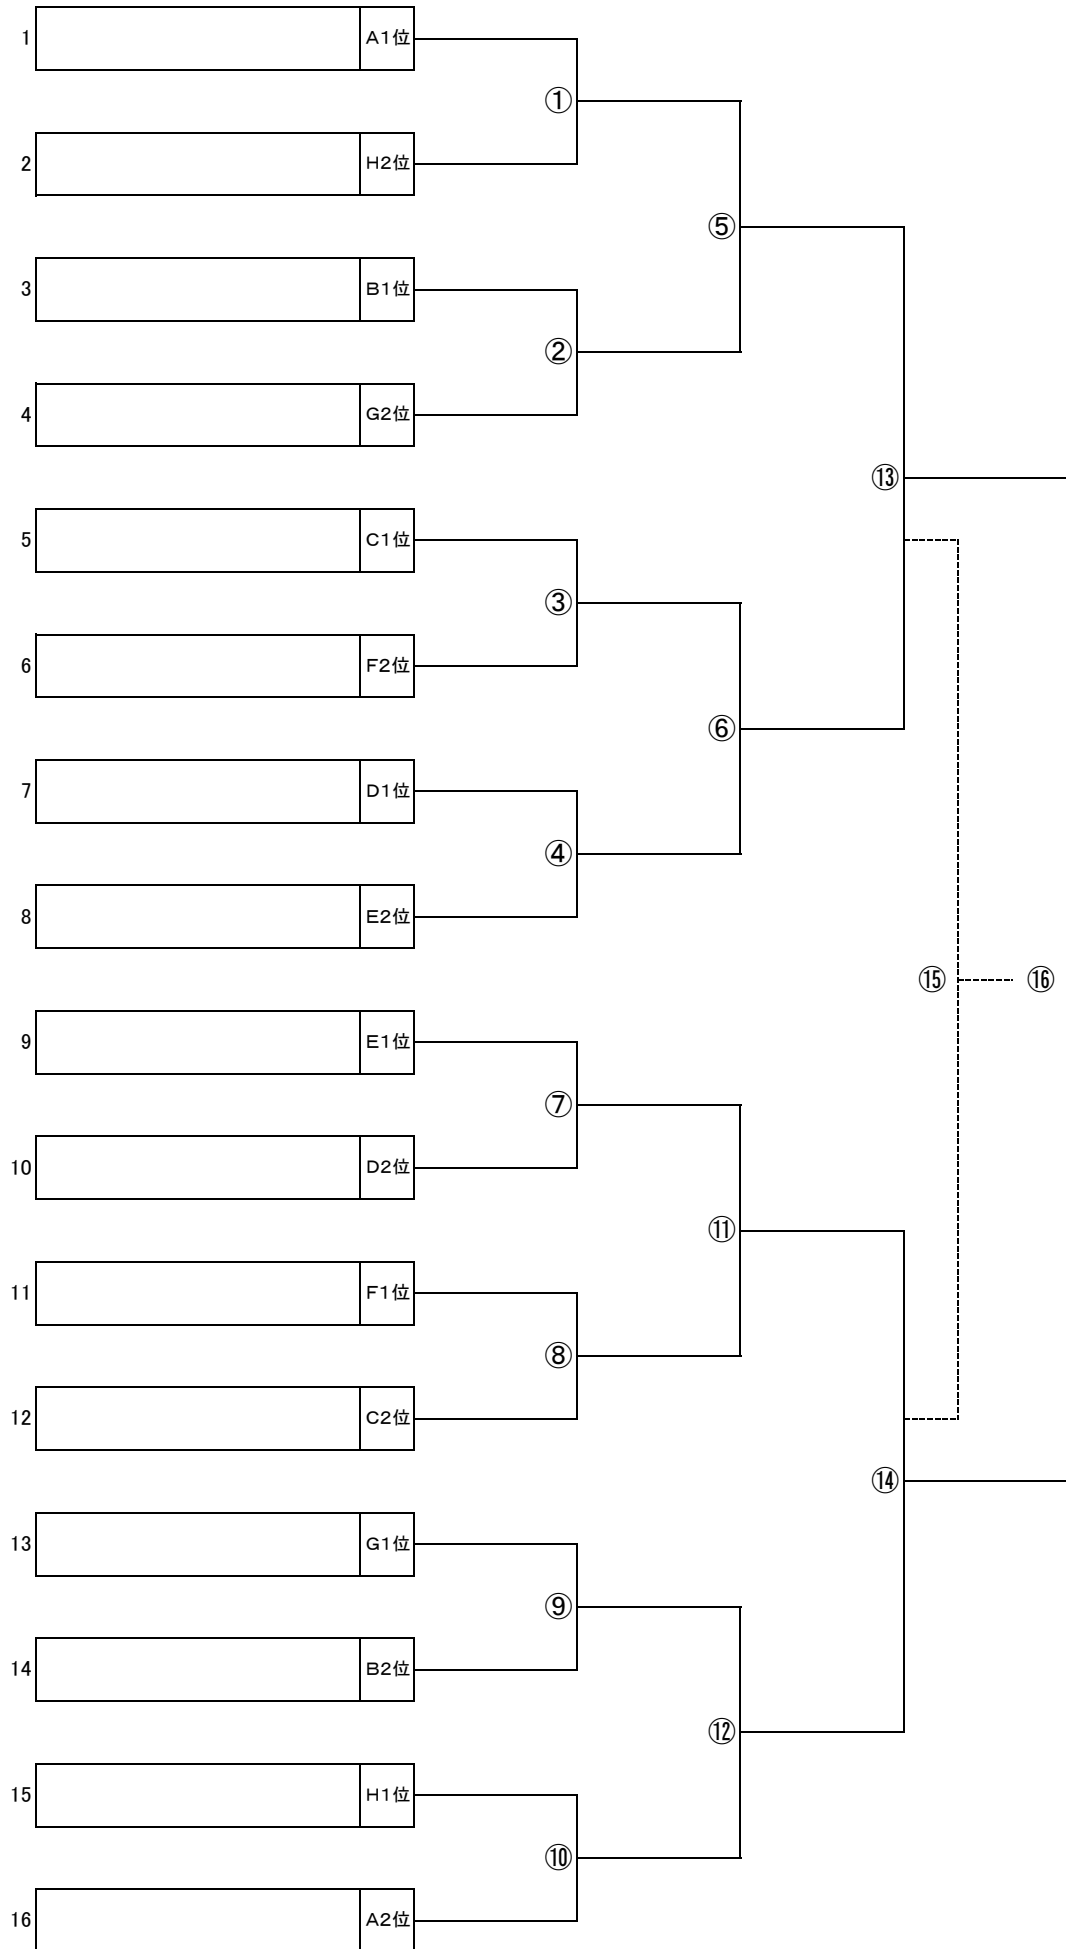 1 A1位
①
2 H2位
⑤
3 B1位
②
4 G2位
⑬
5 C1位
③
6 F2位
⑥
7 D1位
④
8 E2位
⑮ ⑯
9 E1位
⑦
10 D2位
⑪
11 F1位
⑧
12 C2位
⑭
13 G1位
⑨
14 B2位
⑫
15 H1位
⑩
16 A2位